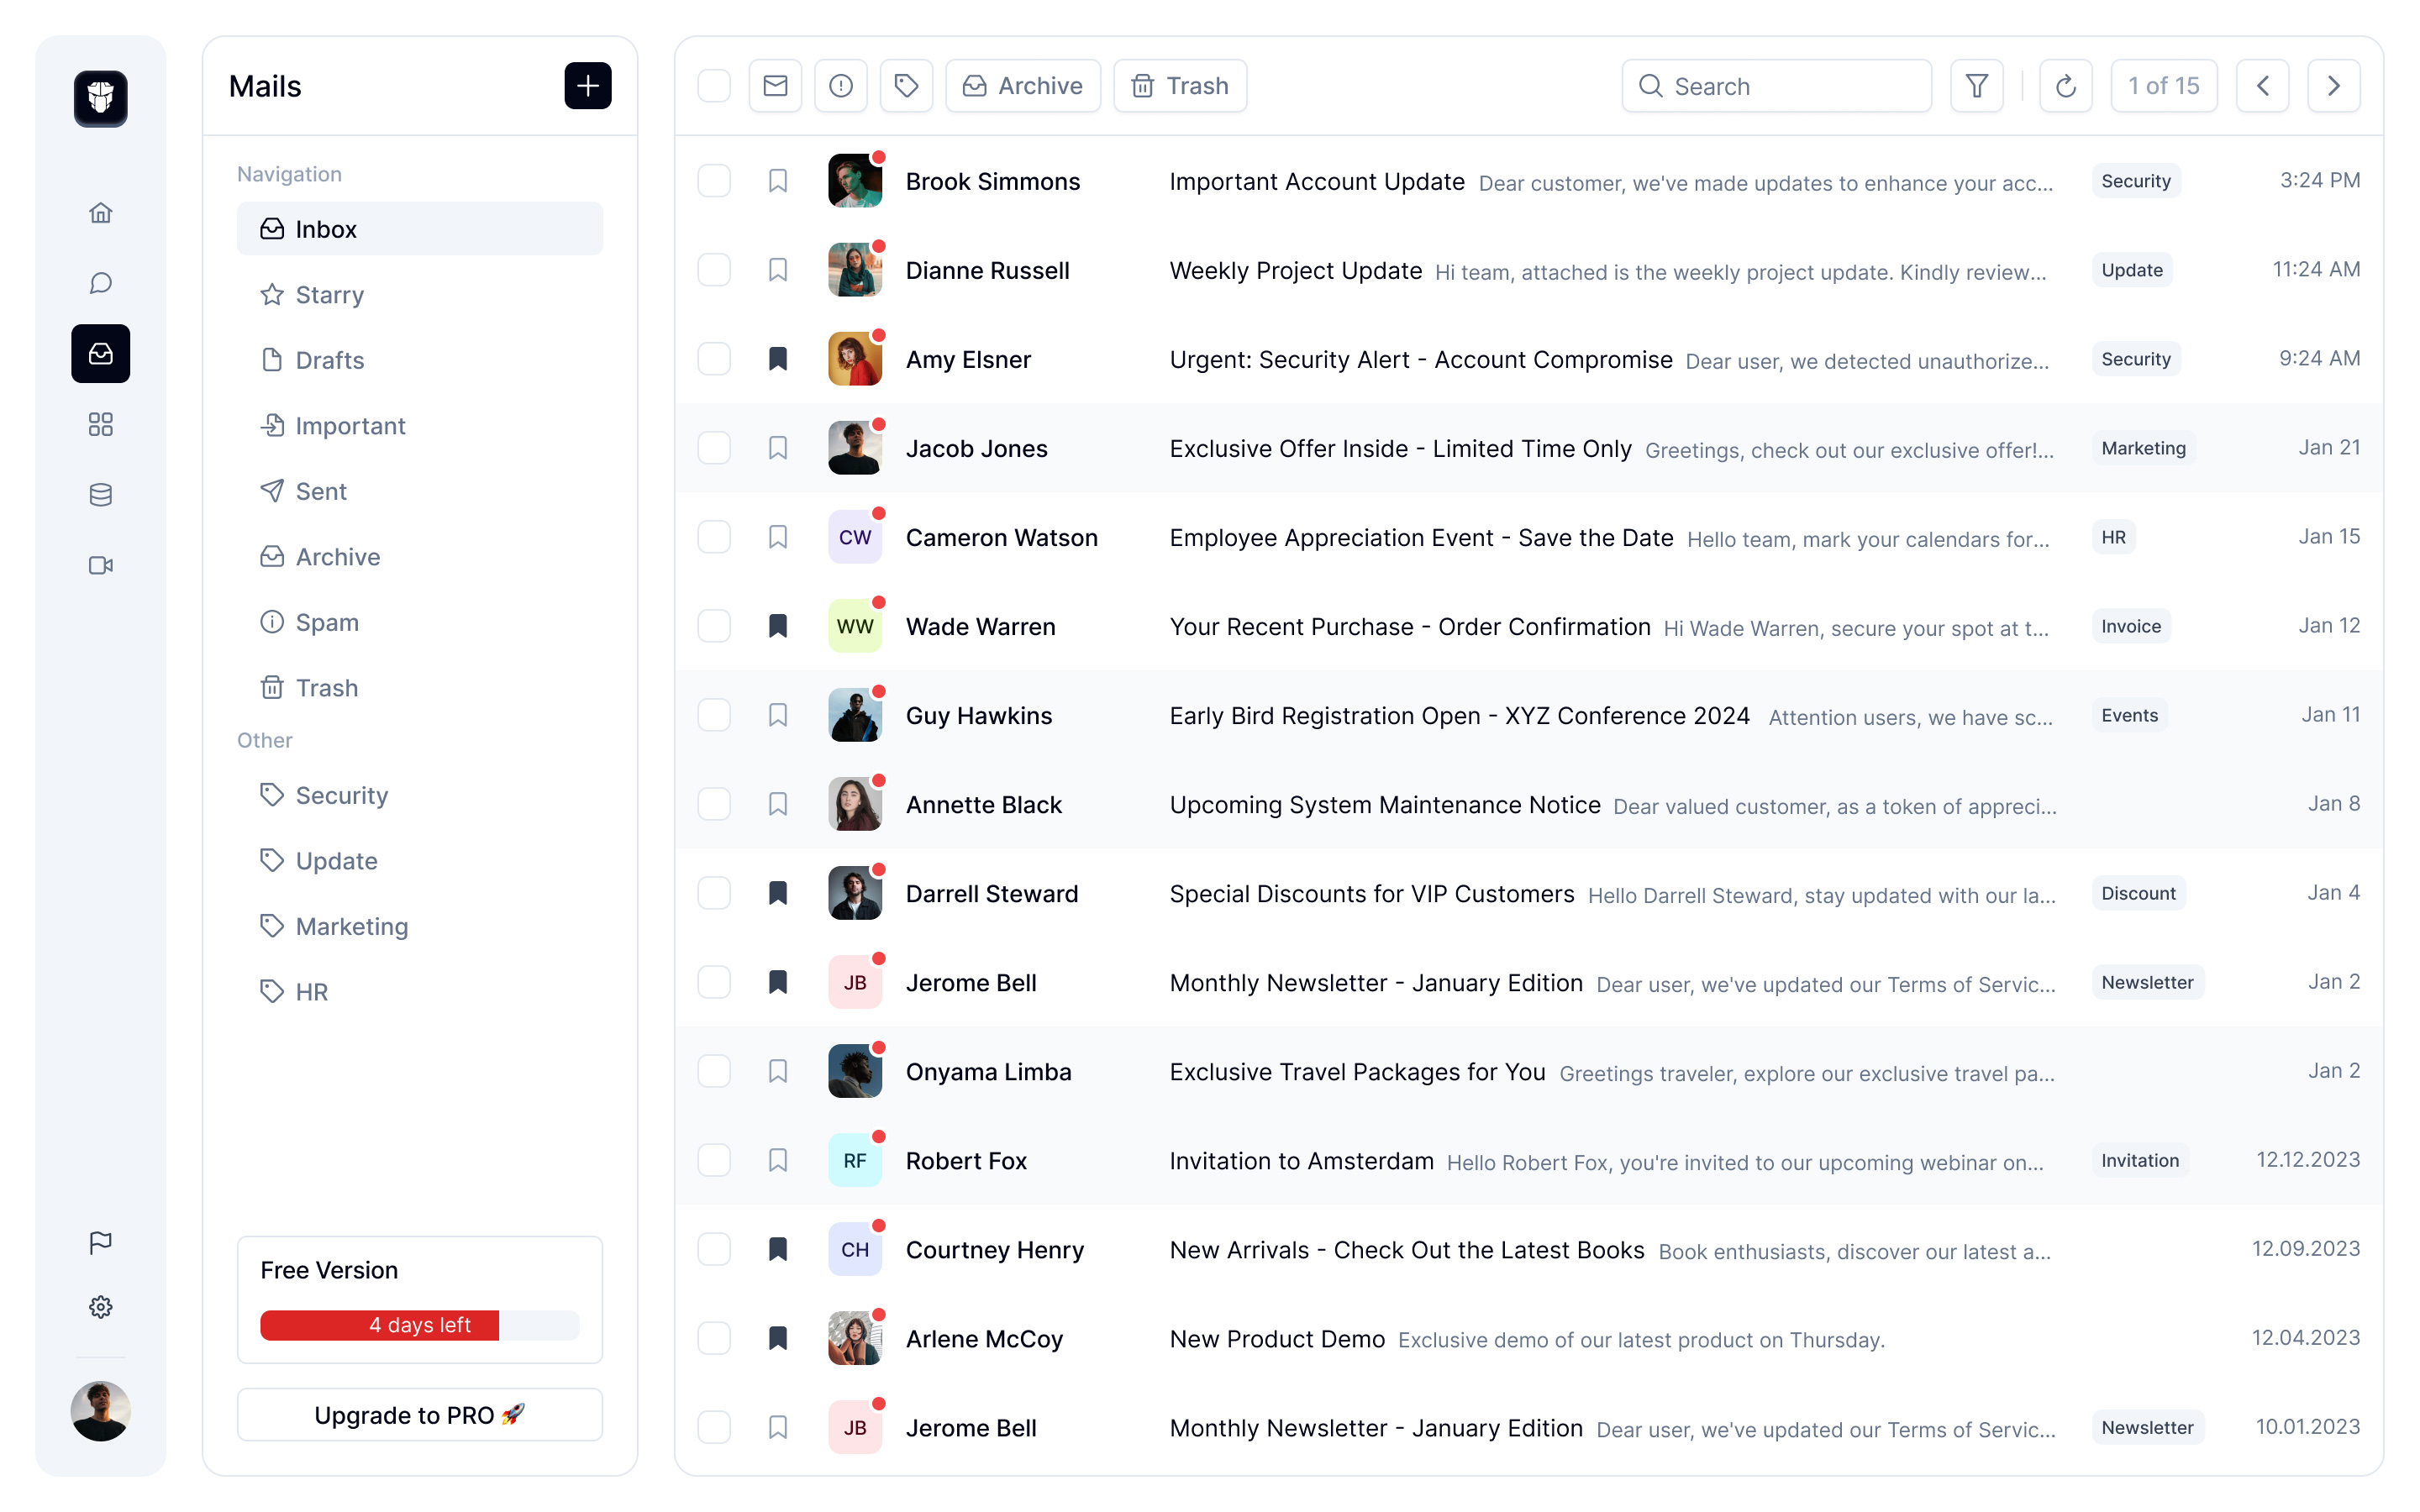 Mails
Navigation
Inbox
Starry
Drafts
Important
Sent
Archive
Spam
Trash
Other
Security
Update
Marketing
HR
Free Version
4 days left
Upgrade to PRO 🚀
Archive Trash Search 1 of 15
Brook Simmons Important Account Update Dear customer, we've made updates to enhance your acc... Security 3:24 PM
Dianne Russell Weekly Project Update Hi team, attached is the weekly project update. Kindly review... Update 11:24 AM
Amy Elsner Urgent: Security Alert - Account Compromise Dear user, we detected unauthorize... Security 9:24 AM
Jacob Jones Exclusive Offer Inside - Limited Time Only Greetings, check out our exclusive offer!... Marketing Jan 21
CW Cameron Watson Employee Appreciation Event - Save the Date Hello team, mark your calendars for... HR Jan 15
WW Wade Warren Your Recent Purchase - Order Confirmation Hi Wade Warren, secure your spot at t... Invoice Jan 12
Guy Hawkins Early Bird Registration Open - XYZ Conference 2024 Attention users, we have sc... Events Jan 11
Annette Black Upcoming System Maintenance Notice Dear valued customer, as a token of appreci... Jan 8
Darrell Steward Special Discounts for VIP Customers Hello Darrell Steward, stay updated with our la... Discount Jan 4
JB Jerome Bell Monthly Newsletter - January Edition Dear user, we've updated our Terms of Servic... Newsletter Jan 2
Onyama Limba Exclusive Travel Packages for You Greetings traveler, explore our exclusive travel pa... Jan 2
RF Robert Fox Invitation to Amsterdam Hello Robert Fox, you're invited to our upcoming webinar on... Invitation 12.12.2023
CH Courtney Henry New Arrivals - Check Out the Latest Books Book enthusiasts, discover our latest a... 12.09.2023
Arlene McCoy New Product Demo Exclusive demo of our latest product on Thursday. 12.04.2023
JB Jerome Bell Monthly Newsletter - January Edition Dear user, we've updated our Terms of Servic... Newsletter 10.01.2023